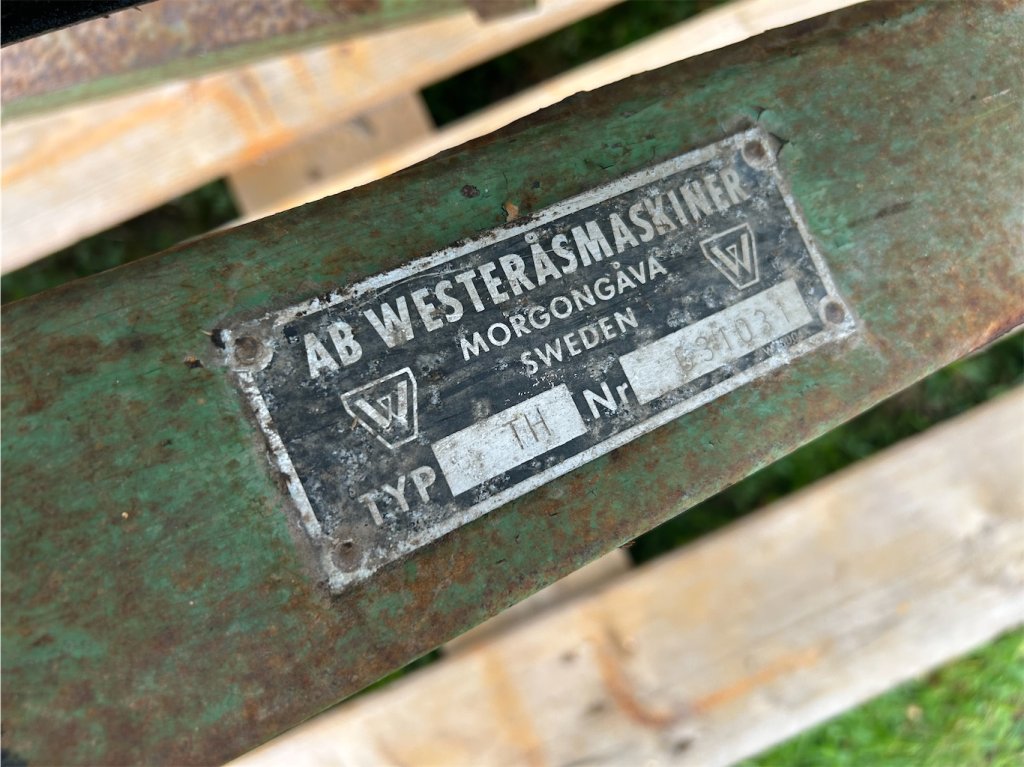 AB WESTERÅSMASKINER
MORGONGÅVA
SWEDEN
W
W
TYP TH Nr